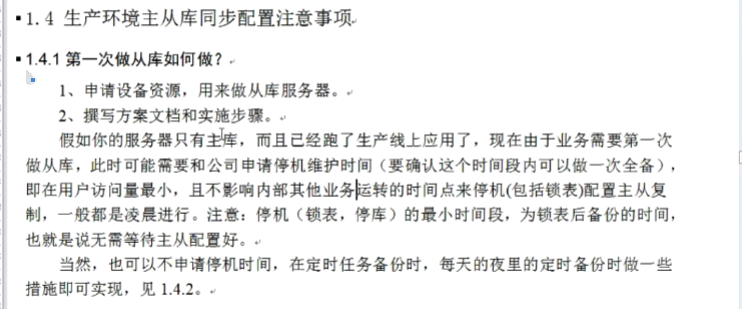 1.4 生产环境主从库同步配置注意事项
1.4.1 第一次做从库如何做？
1、申请设备资源，用来做从库服务器。
2、撰写方案文档和实施步骤。
假如你的服务器只有主库，而且已经跑了生产线上应用了，现在由于业务需要第一次
做从库，此时可能需要和公司申请停机维护时间（要确认这个时间段内可以做一次全备），
即在用户访问量最小，且不影响内部其他业务运转的时间点来停机(包括锁表)配置主从复
制，一般都是凌晨进行。注意：停机（锁表，停库）的最小时间段，为锁表后备份的时间，
也就是说无需等待主从配置好。
当然，也可以不申请停机时间，在定时任务备份时，每天的夜里的定时备份时做一些
措施即可实现，见 1.4.2。